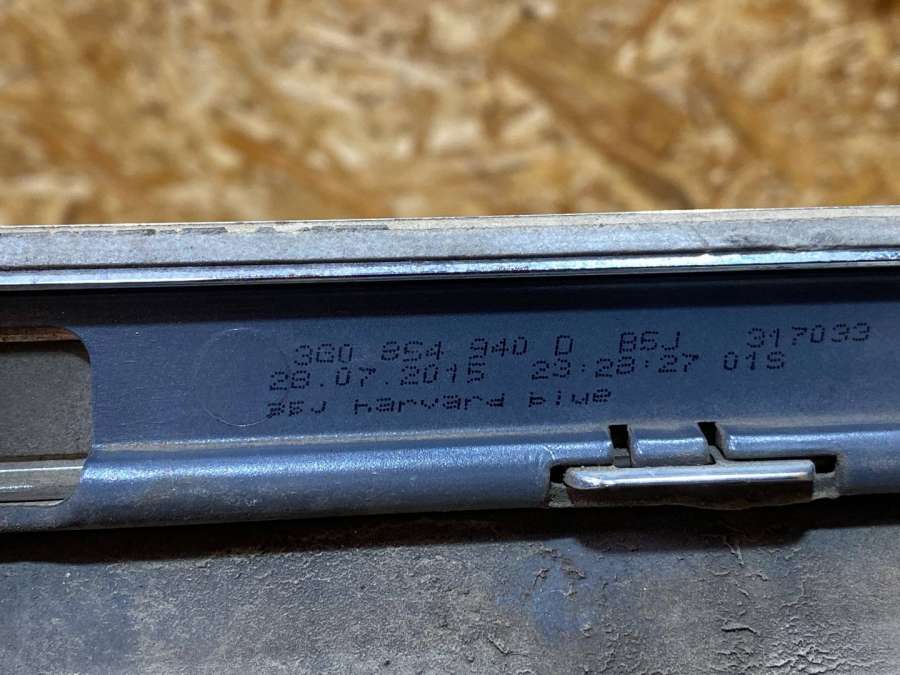 3G0 854 940 D B5J 317033
28.07.2015 23:28:27 01S
B5J Harvard blue